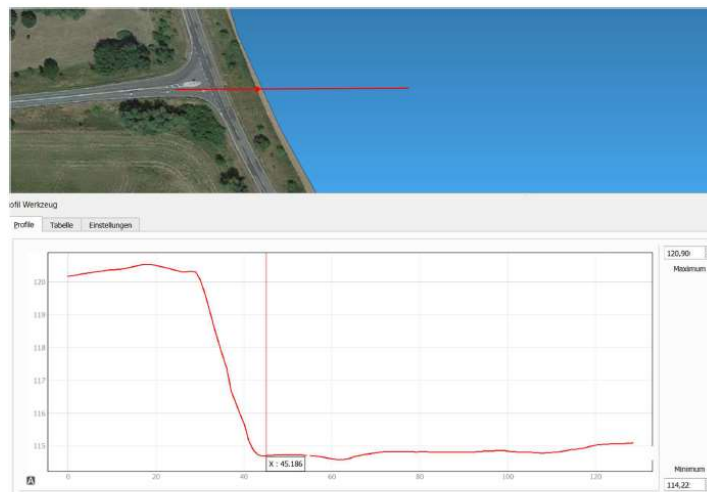 ofil Werkzeug
Profile Tabelle Einstellungen
120,90
Maximum
120
119
118
117
116
115
X : 45.186
0 20 40 60 80 100 120
A
Minimum
114,22